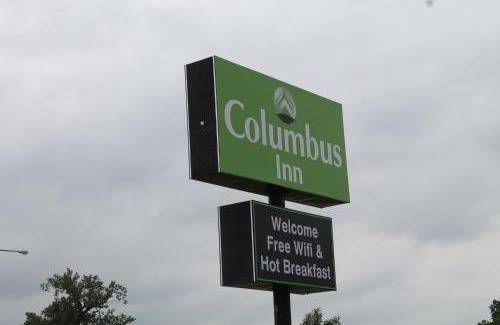 Columbus
Inn
Welcome
Free Wifi &
Hot Breakfast